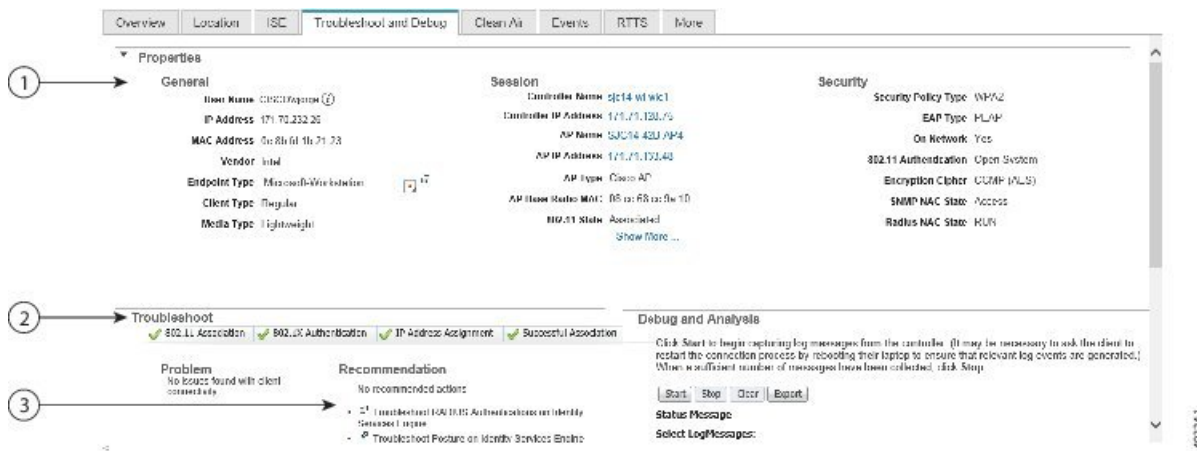 Overview Location ISE Troubleshoot and Debug Clean Air Events RTTS More
Properties
1
General
User Name
IP Address 171.70.232.26
MAC Address
Vendor Intel
Endpoint Type Microsoft-Workstation
Client Type Regular
Media Type Lightweight
Session
Controller Name
Controller IP Address
AP Name
AP IP Address
AP Type Cisco AP
AP Base Radio MAC
802.11 State Associated
Show More ...
Security
Security Policy Type WPA2
EAP Type PEAP
On Network Yes
802.11 Authentication Open System
Encryption Cipher CCMP (AES)
SNMP NAC State Access
Radius NAC State RUN
2
Troubleshoot
802.11 Association 802.1X Authentication IP Address Assignment Successful Association
Problem
No issues found with client
connectivity
Recommendation
No recommended actions
3
Troubleshoot RADIUS Authentications on Identity
Services Engine
Troubleshoot Posture on Identity Services Engine
Debug and Analysis
Click Start to begin capturing log messages from the controller. (It may be necessary to ask the client to
restart the connection process by rebooting their laptop to ensure that relevant log events are generated.)
When a sufficient number of messages have been collected, click Stop
Start Stop Clear Export
Status Message
Select LogMessages: